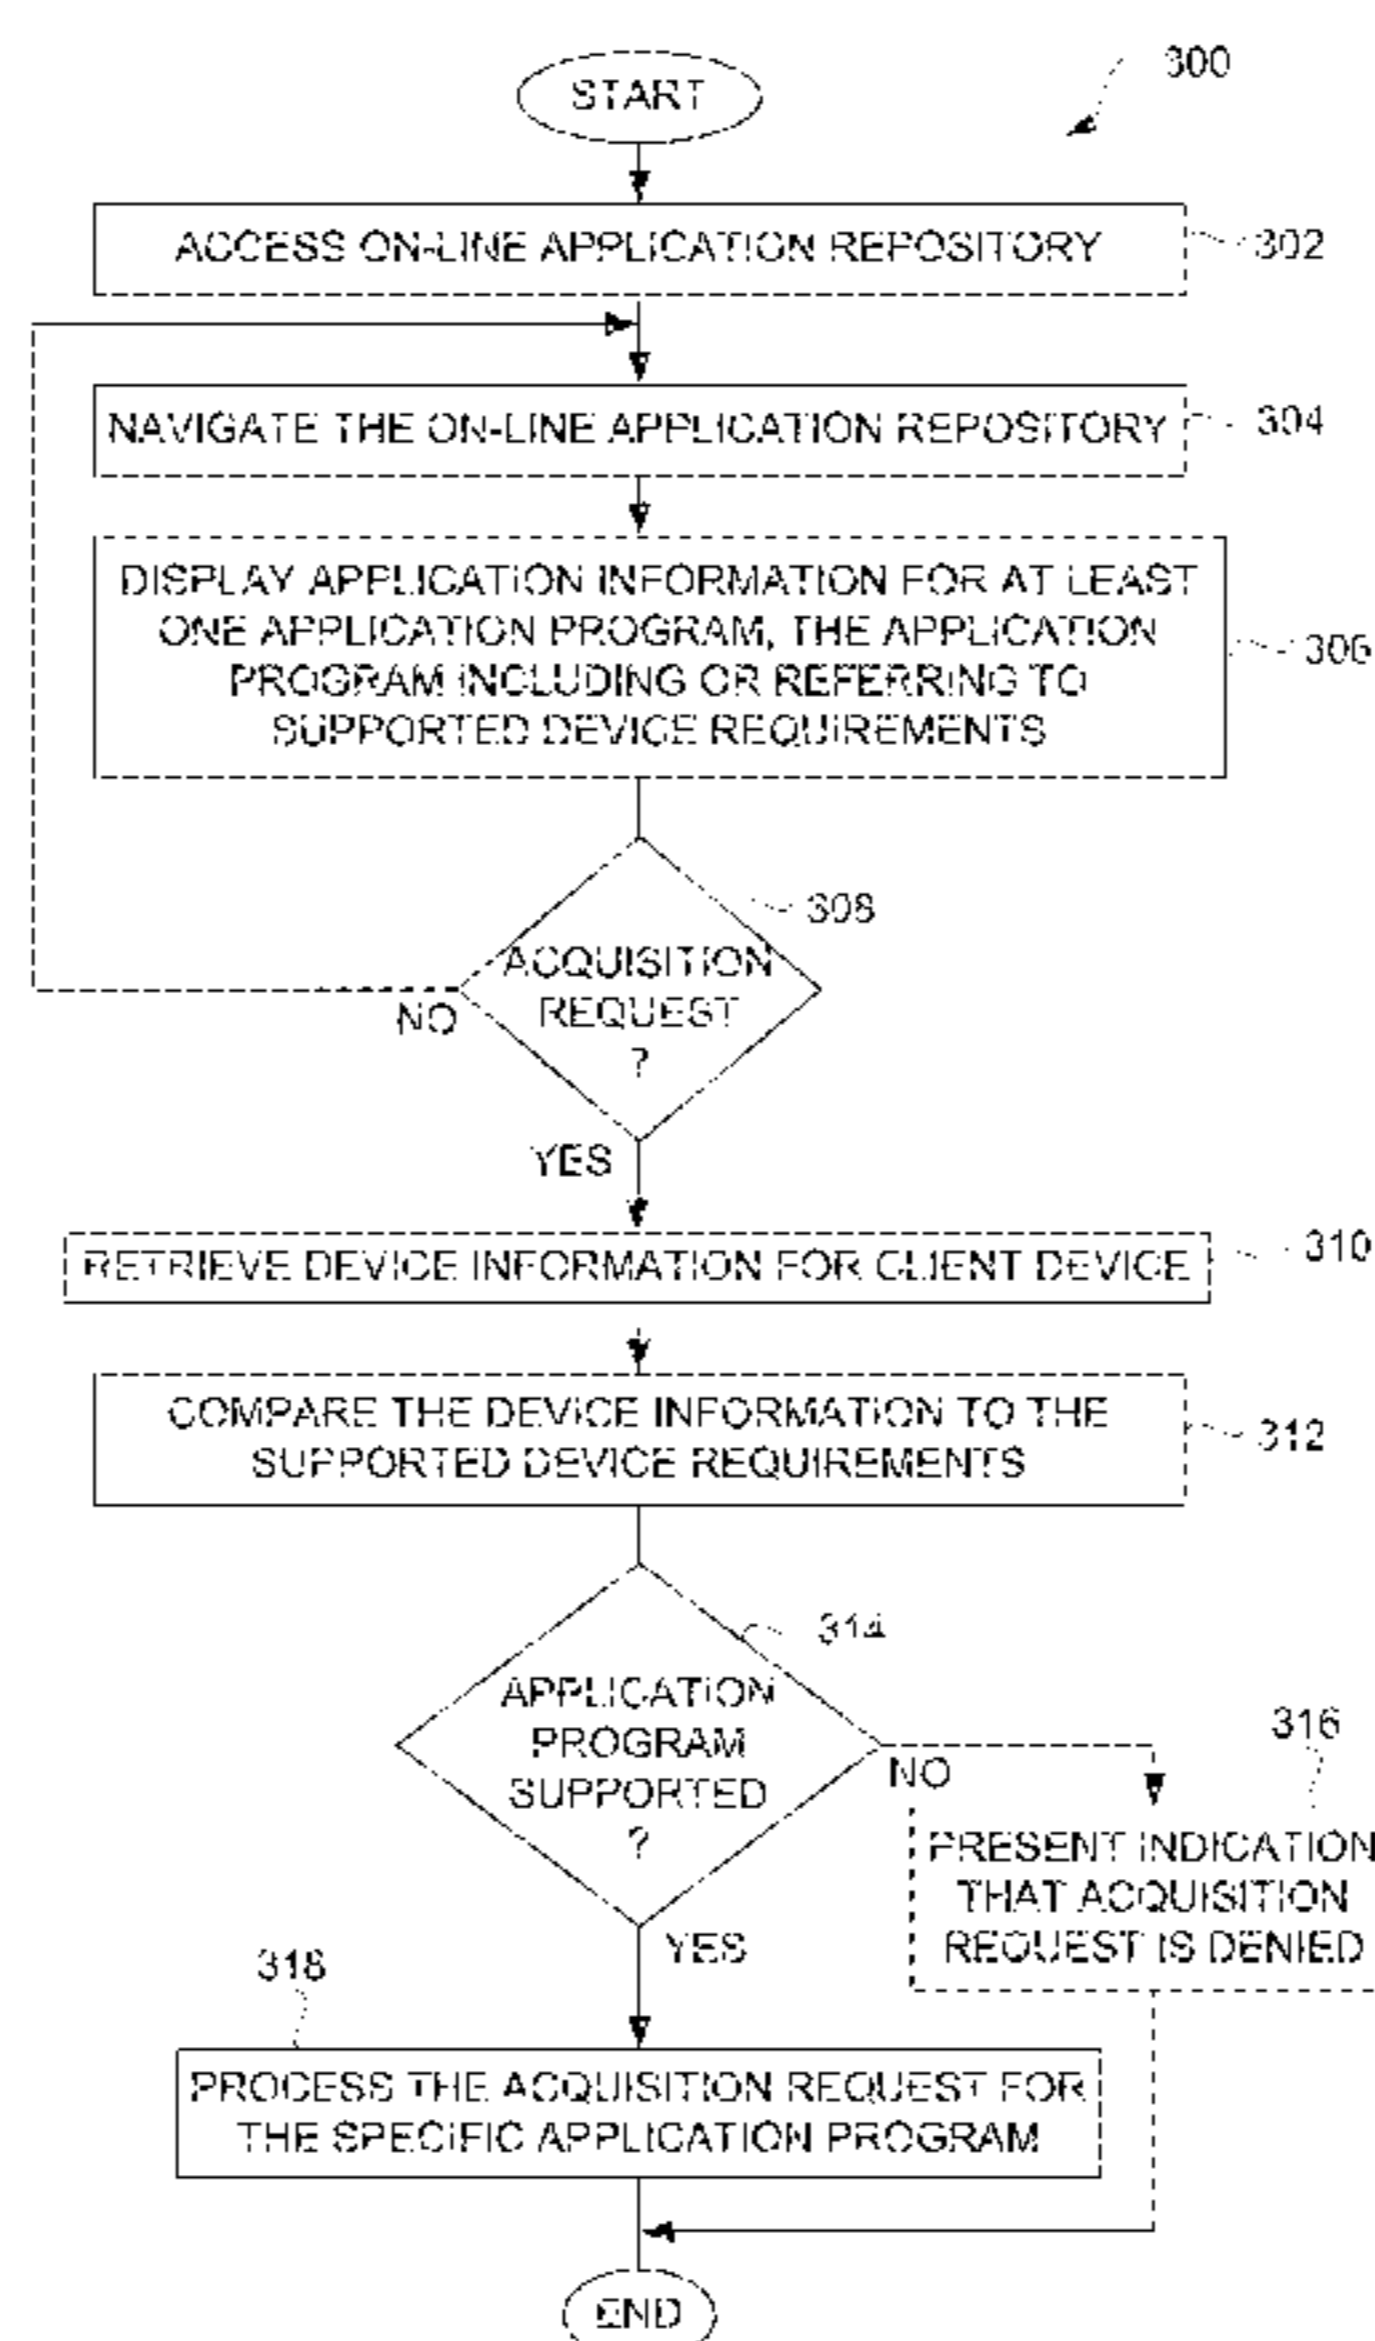 300
START
ACCESS ON-LINE APPLICATION REPOSITORY
302
NAVIGATE THE ON-LINE APPLICATION REPOSITORY
304
DISPLAY APPLICATION INFORMATION FOR AT LEAST
ONE APPLICATION PROGRAM, THE APPLICATION
PROGRAM INCLUDING OR REFERRING TO
SUPPORTED DEVICE REQUIREMENTS
306
308
ACQUISITION
REQUEST
?
NO
YES
RETRIEVE DEVICE INFORMATION FOR CLIENT DEVICE
310
COMPARE THE DEVICE INFORMATION TO THE
SUPPORTED DEVICE REQUIREMENTS
312
314
APPLICATION
PROGRAM
SUPPORTED
?
NO
316
PRESENT INDICATION
THAT ACQUISITION
REQUEST IS DENIED
YES
318
PROCESS THE ACQUISITION REQUEST FOR
THE SPECIFIC APPLICATION PROGRAM
END